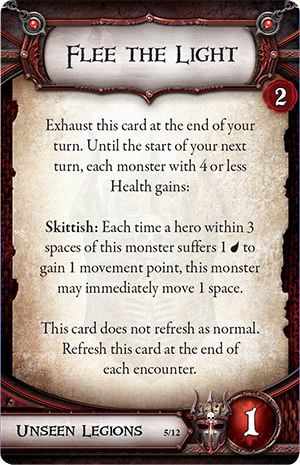 Flee the Light
2
Exhaust this card at the end of your
turn. Until the start of your next
turn, each monster with 4 or less
Health gains:
Skittish: Each time a hero within 3
spaces of this monster suffers 1 to
gain 1 movement point, this monster
may immediately move 1 space.
This card does not refresh as normal.
Refresh this card at the end of
each encounter.
Unseen Legions 5/12 1